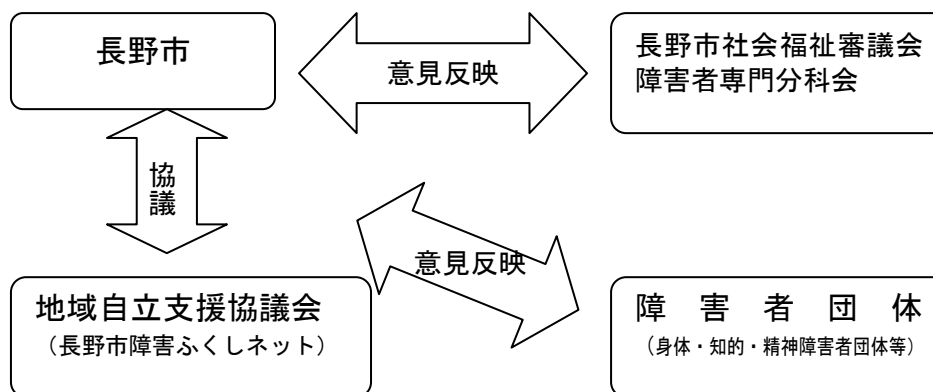 長野市
意見反映
長野市社会福祉審議会
障害者専門分科会
協議
意見反映
地域自立支援協議会
（長野市障害ふくしネット）
障害者団体
（身体・知的・精神障害者団体等）